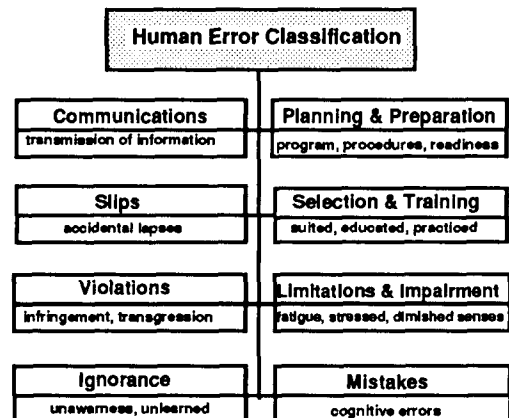 Human Error Classification
Communications
transmission of information
Planning & Preparation
program, procedures, readiness
Slips
accidental lapses
Selection & Training
suited, educated, practiced
Violations
infringement, transgression
Limitations & Impairment
fatigue, stressed, dimished senses
Ignorance
unawarness, unlearned
Mistakes
cognitive errors